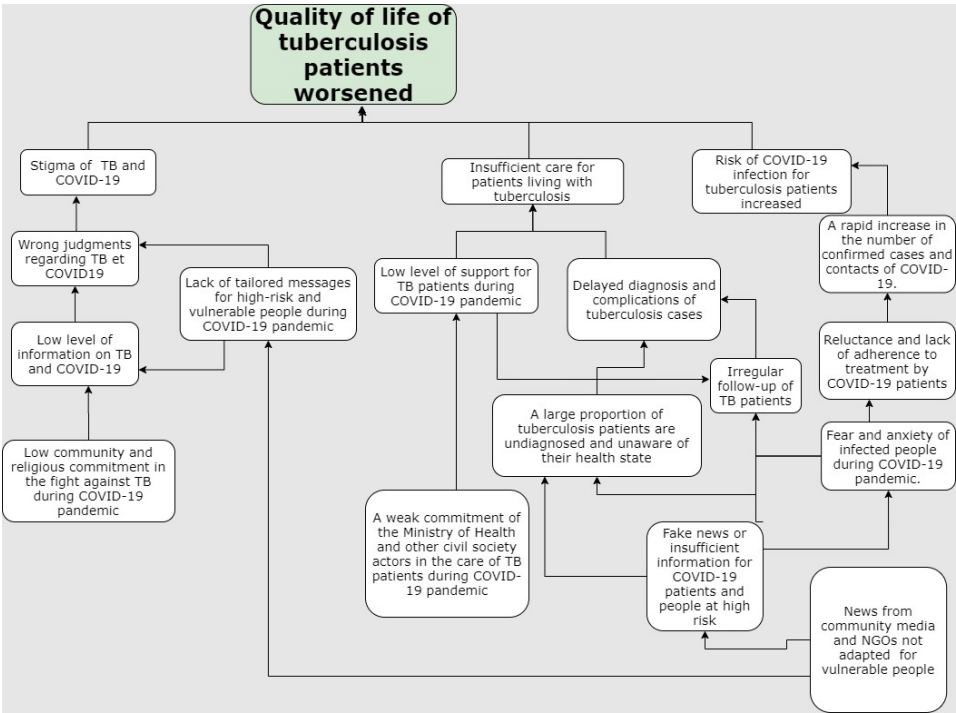 Quality of life of
tuberculosis
patients
worsened
Stigma of TB and
COVID-19
Insufficient care for
patients living with
tuberculosis
Risk of COVID-19
infection for
tuberculosis patients
increased
Wrong judgments
regarding TB et
COVID19
Lack of tailored messages
for high-risk and
vulnerable people during
COVID-19 pandemic
Low level of support for
TB patients during
COVID-19 pandemic
Delayed diagnosis and
complications of
tuberculosis cases
A rapid increase in
the number of
confirmed cases and
contacts of COVID-
19.
Low level of
information on TB
and COVID-19
Irregular
follow-up of
TB patients
Reluctance and lack
of adherence to
treatment by
COVID-19 patients
Low community and
religious commitment in
the fight against TB
during COVID-19
pandemic
A large proportion of
tuberculosis patients are
undiagnosed and unaware of
their health state
Fear and anxiety of
infected people
during COVID-19
pandemic.
A weak commitment of
the Ministry of Health
and other civil society
actors in the care of TB
patients during COVID-
19 pandemic
Fake news or
insufficient
information for
COVID-19
patients and
people at high
risk
News from
community media
and NGOs not
adapted for
vulnerable people